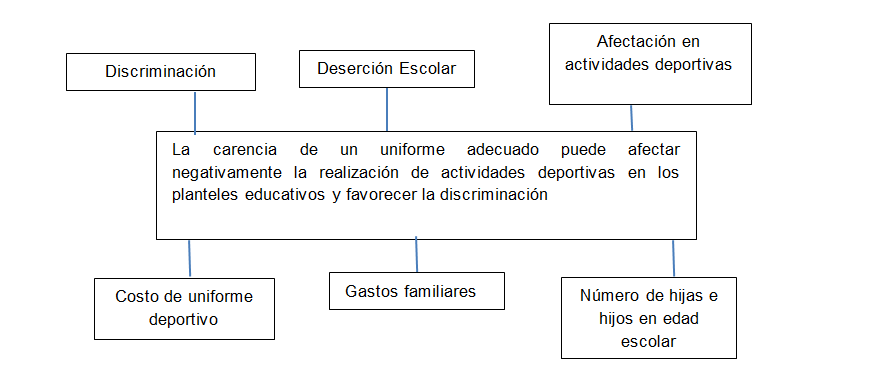 Discriminación
Deserción Escolar
Afectación en
actividades deportivas
La carencia de un uniforme adecuado puede afectar
negativamente la realización de actividades deportivas en los
planteles educativos y favorecer la discriminación
Costo de uniforme
deportivo
Gastos familiares
Número de hijas e
hijos en edad
escolar